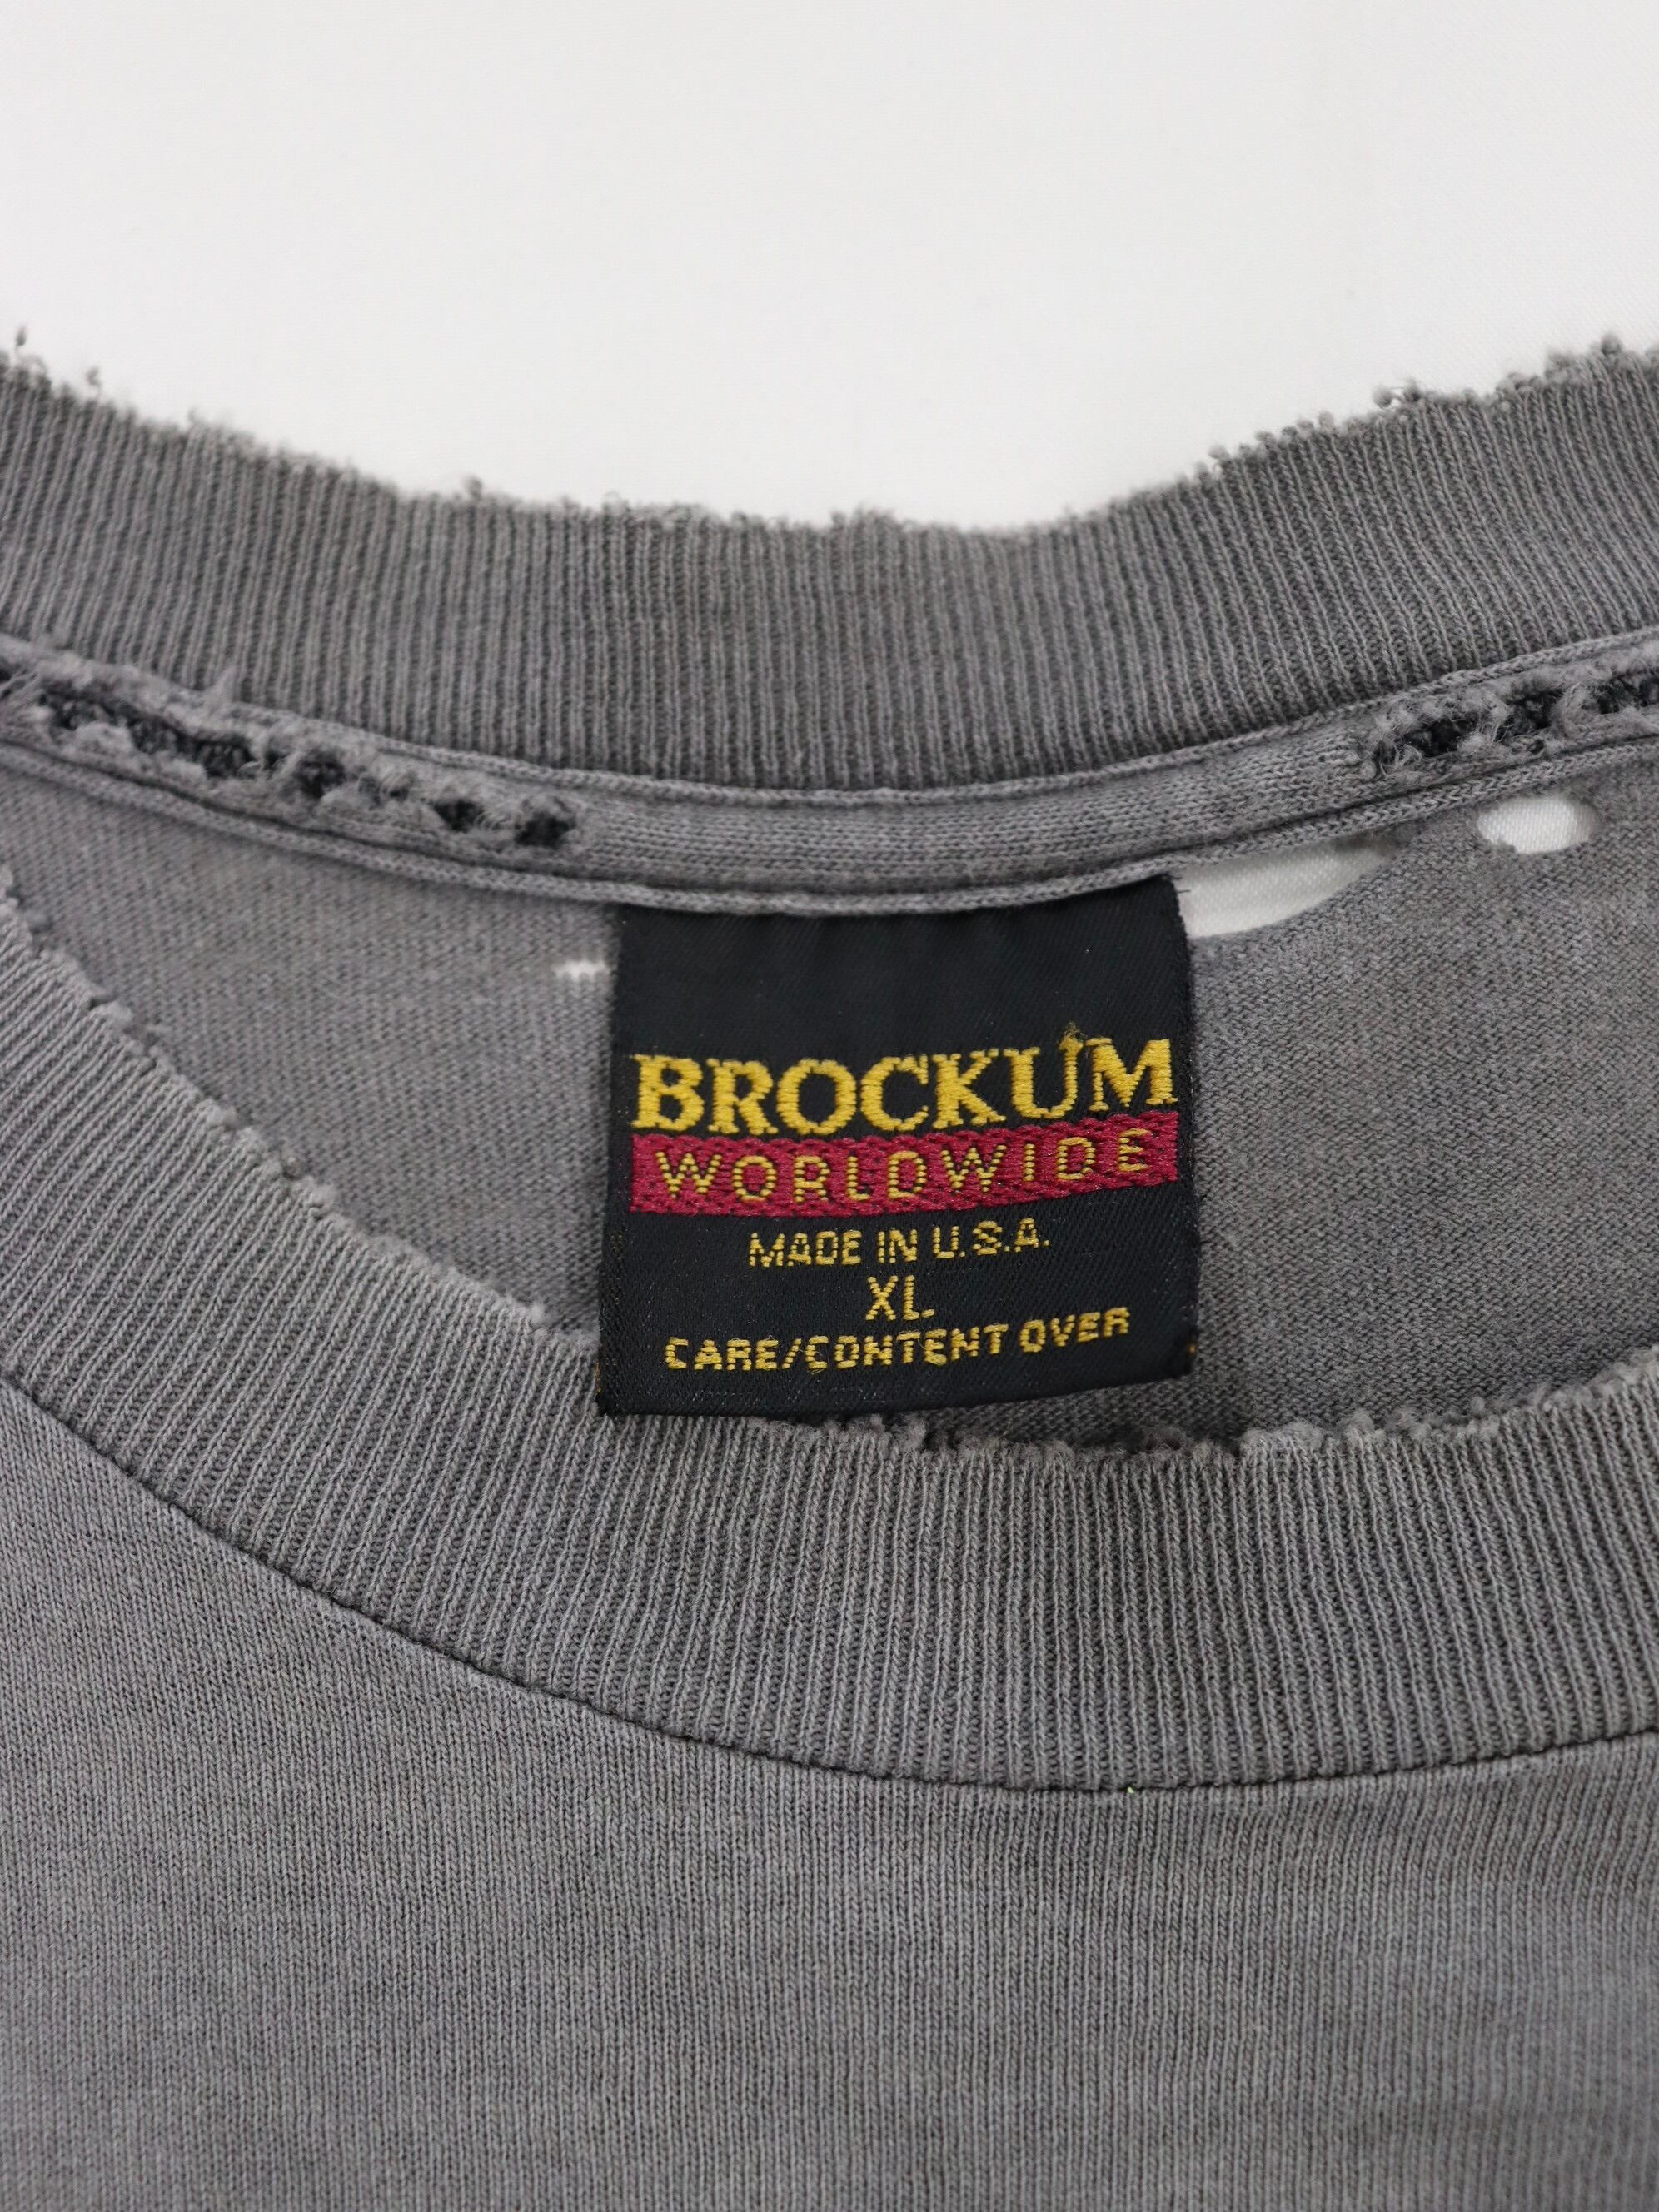 BROCKUM
WORLDWIDE
MADE IN U.S.A.
XL
CARE/CONTENT OVER